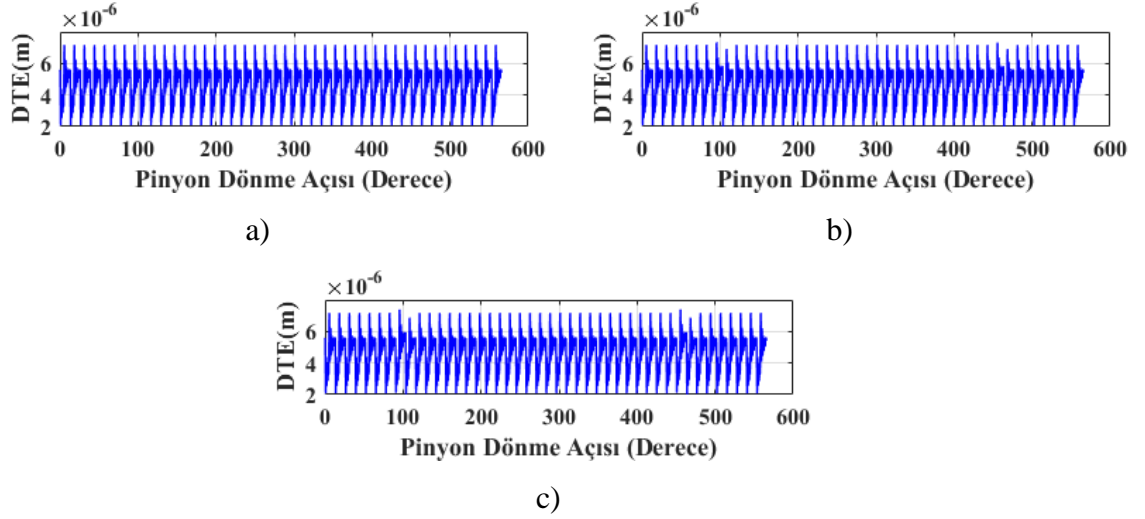 ×10⁻⁶
DTE(m)
6
4
2
0 100 200 300 400 500 600
Pinyon Dönme Açısı (Derece)
a)
×10⁻⁶
DTE(m)
6
4
2
0 100 200 300 400 500 600
Pinyon Dönme Açısı (Derece)
b)
×10⁻⁶
DTE(m)
6
4
2
0 100 200 300 400 500 600
Pinyon Dönme Açısı (Derece)
c)